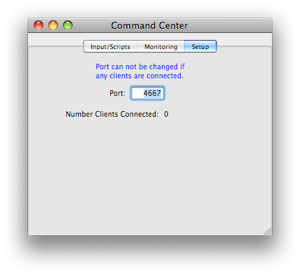 Command Center
Input/Scripts Monitoring Setup
Port can not be changed if
any clients are connected.
Port: 4667
Number Clients Connected: 0